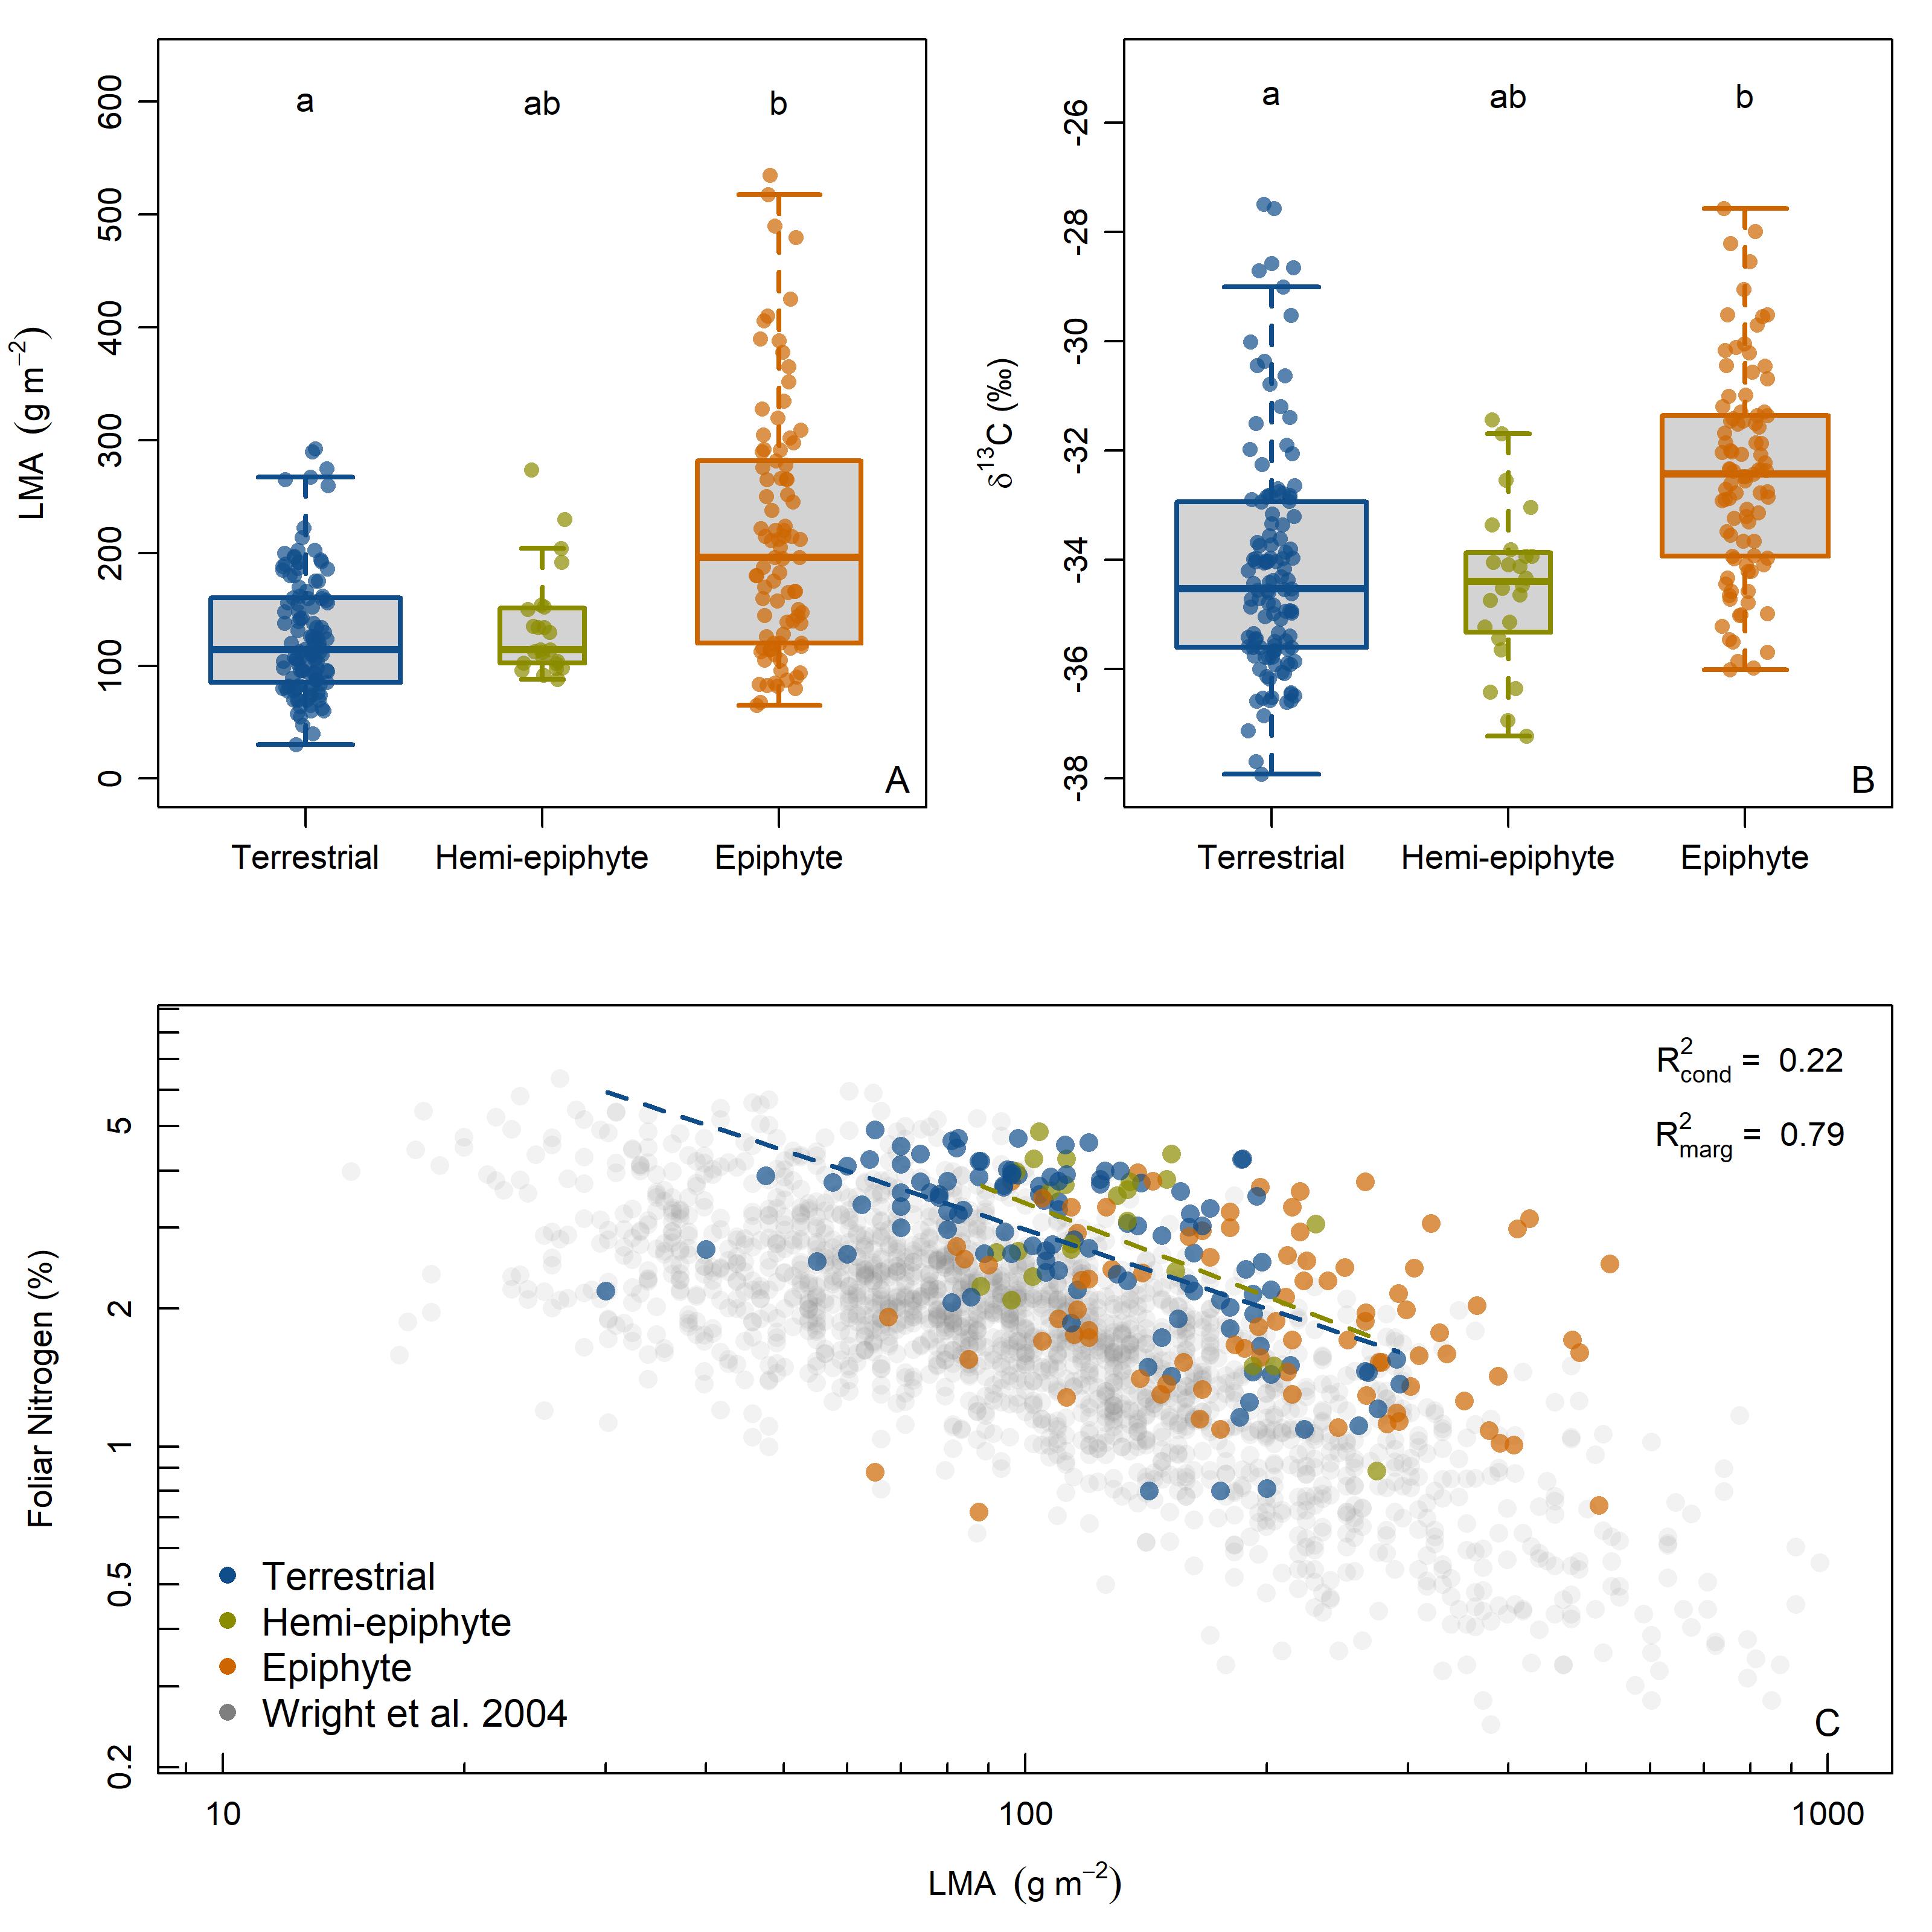 LMA (g m−2)
600
500
400
300
200
100
0
a
ab
b
A
Terrestrial
Hemi-epiphyte
Epiphyte
δ13C (‰)
-26
-28
-30
-32
-34
-36
-38
a
ab
b
B
Terrestrial
Hemi-epiphyte
Epiphyte
Foliar Nitrogen (%)
5
2
1
0.5
0.2
R2cond = 0.22
R2marg = 0.79
Terrestrial
Hemi-epiphyte
Epiphyte
Wright et al. 2004
C
10
100
1000
LMA (g m−2)